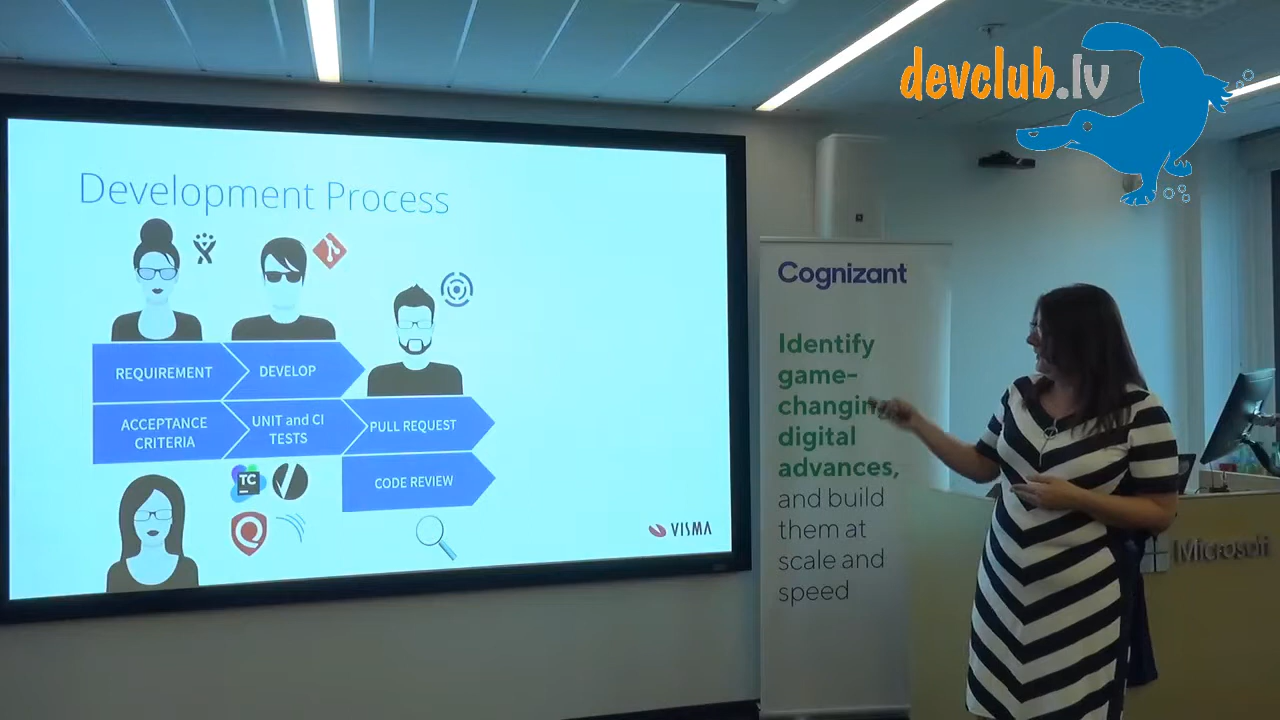 devclub.lv
Development Process
REQUIREMENT
DEVELOP
ACCEPTANCE
CRITERIA
UNIT and CI
TESTS
PULL REQUEST
CODE REVIEW
TC
VISMA
Cognizant
Identify
game-
changing
digital
advances,
and build
them at
scale and
speed
Microsoft